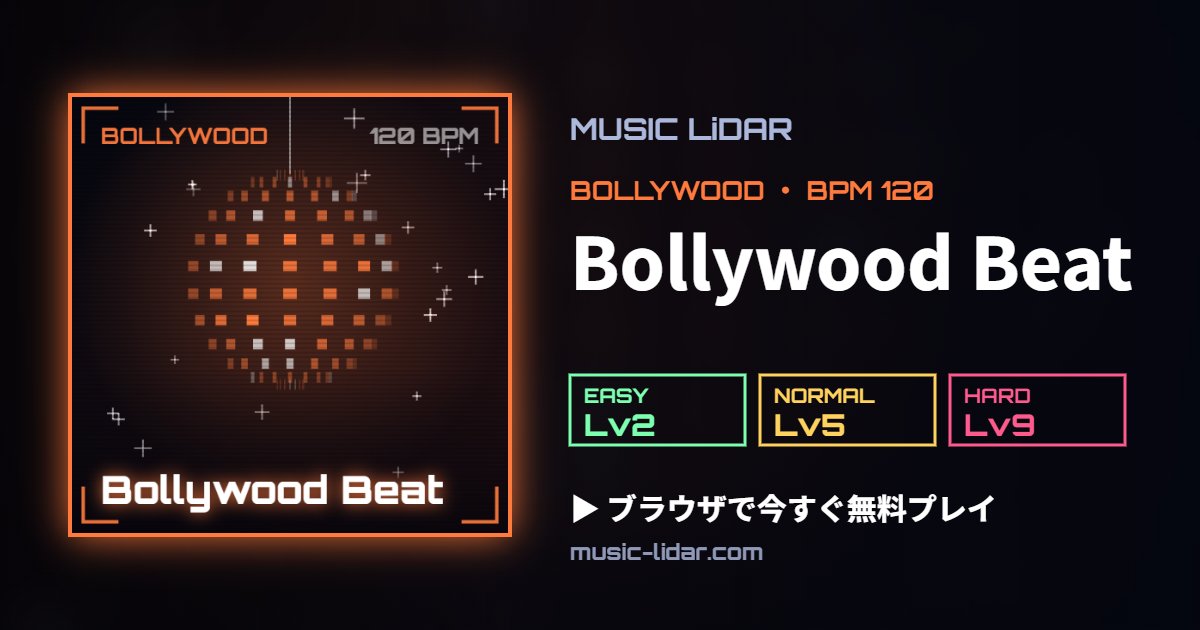 BOLLYWOOD
120 BPM
Bollywood Beat
MUSIC LiDAR
BOLLYWOOD • BPM 120
Bollywood Beat
EASY
Lv2
NORMAL
Lv5
HARD
Lv9
▶ ブラウザで今すぐ無料プレイ
music-lidar.com